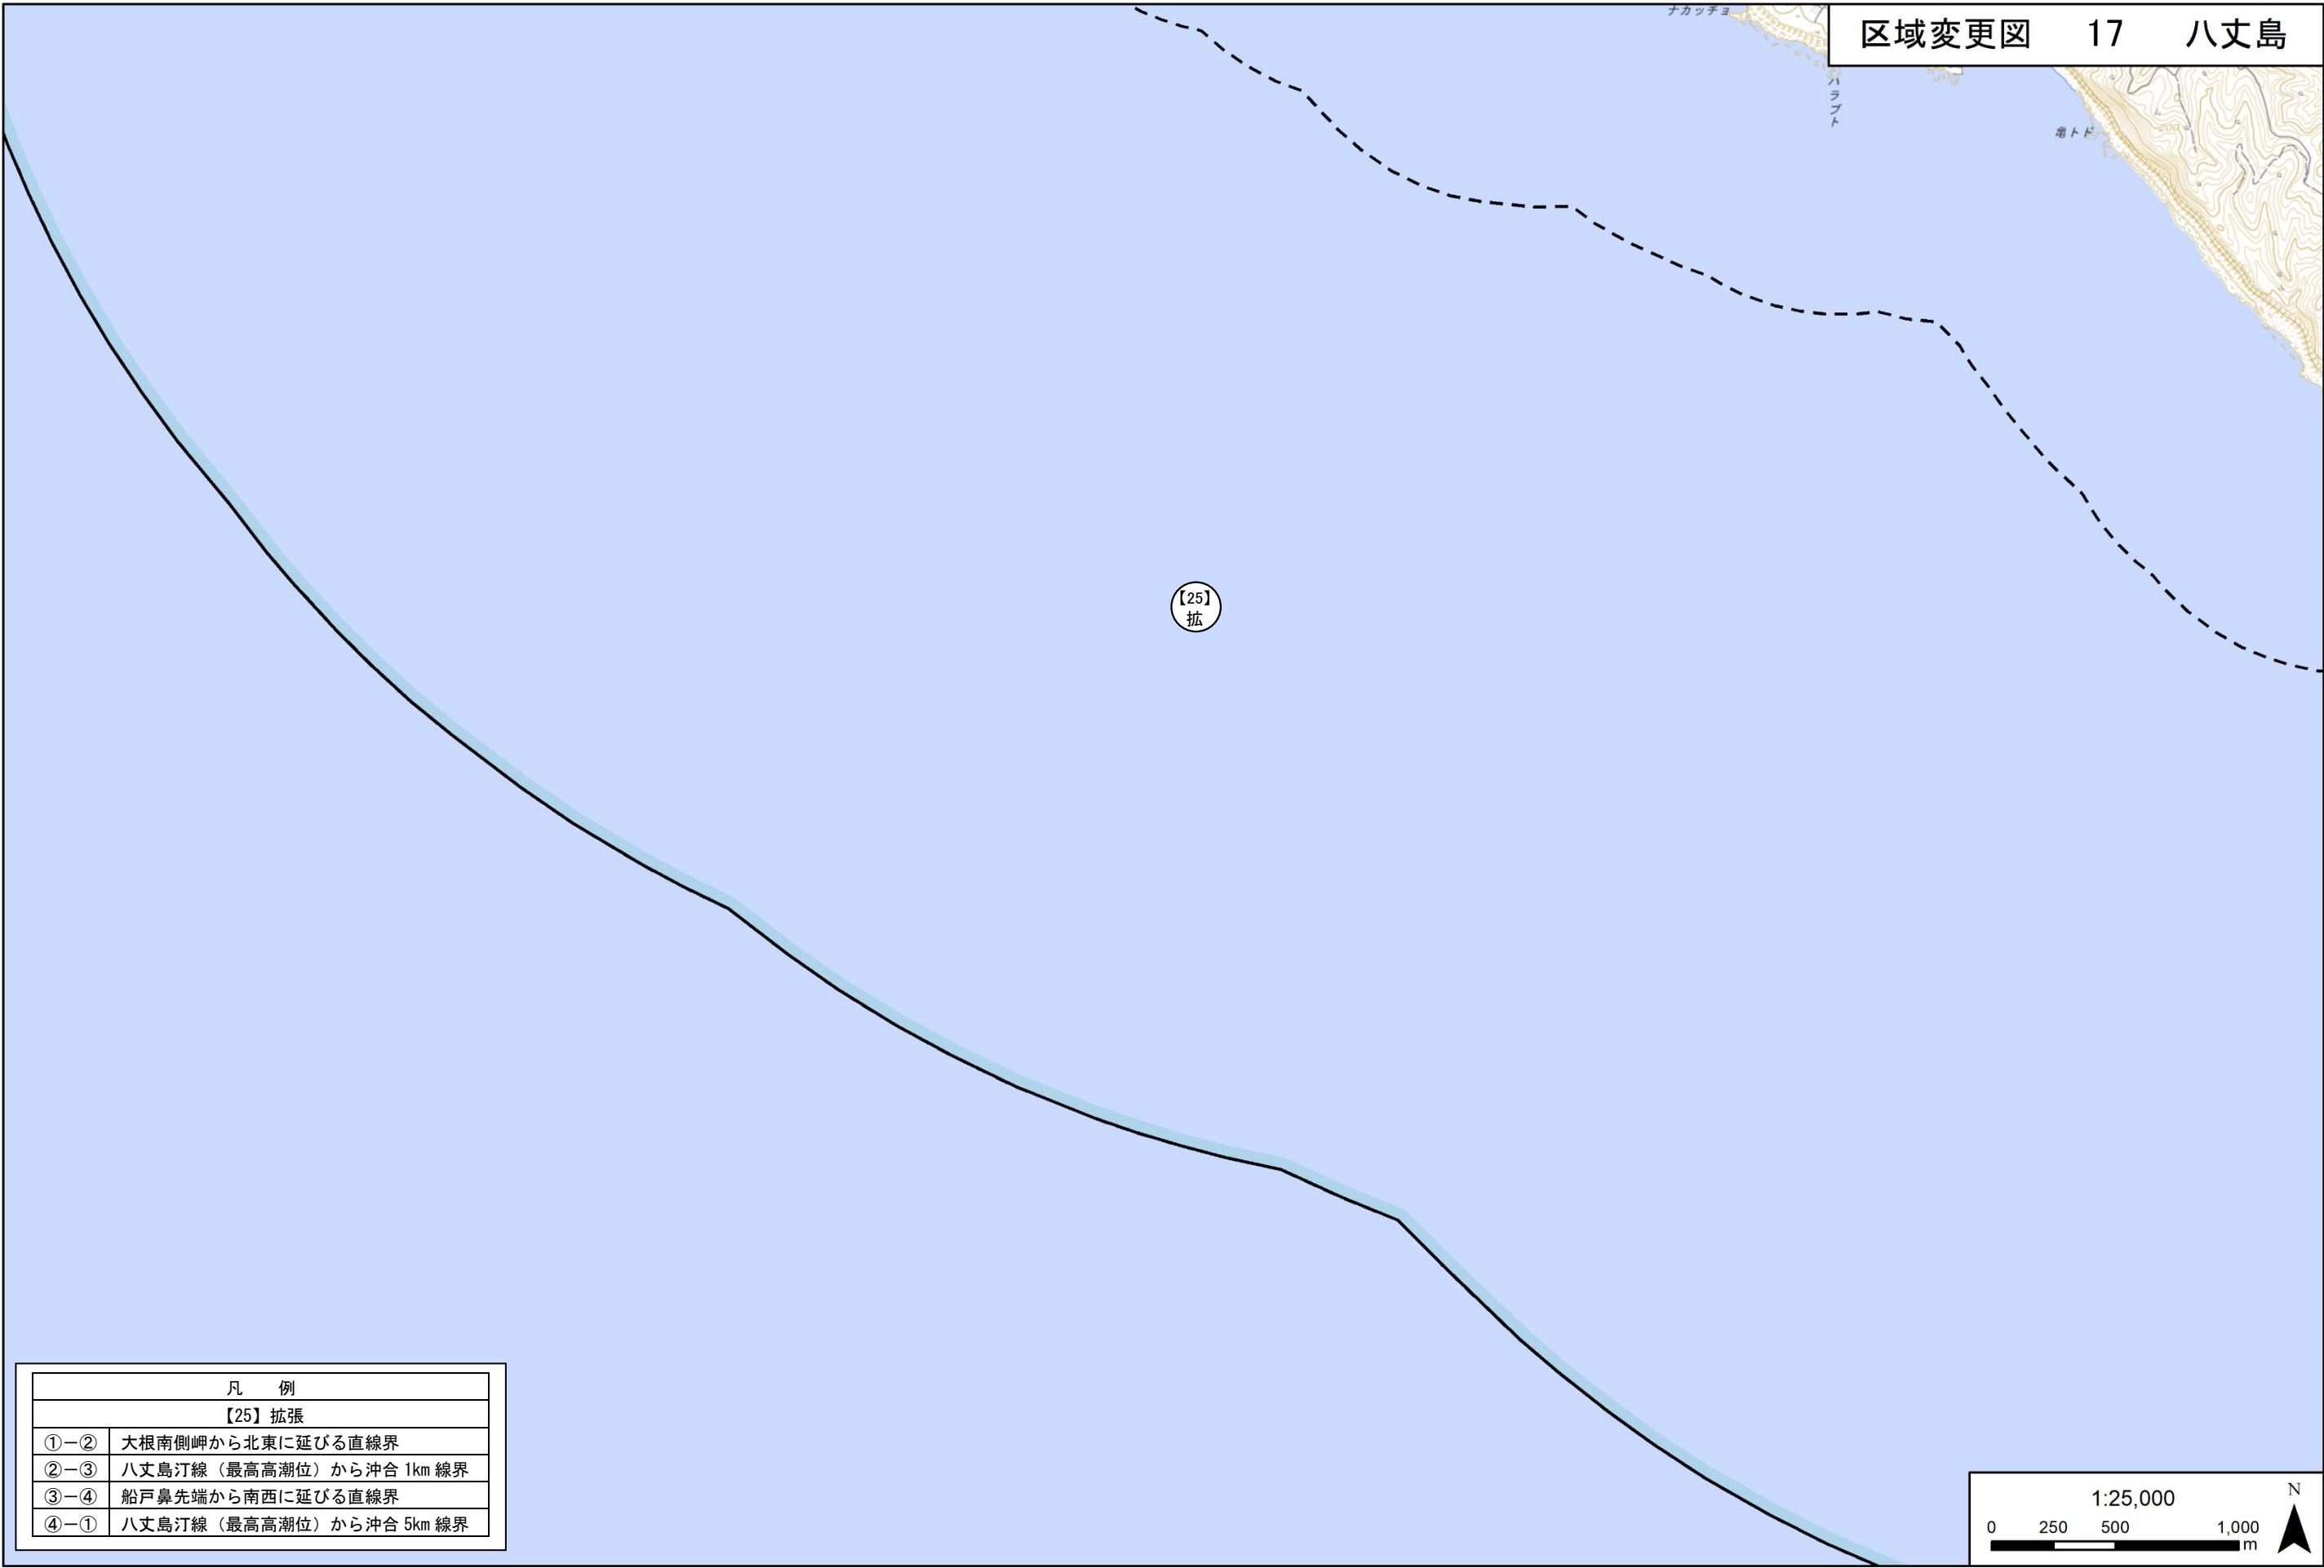 ナカッチョ
区域変更図 17 八丈島
ハラブト
亀トド
200
【25】
拡
凡 例
【25】拡張
①－② 大根南側岬から北東に延びる直線界
②－③ 八丈島汀線（最高高潮位）から沖合 1km 線界
③－④ 船戸鼻先端から南西に延びる直線界
④－① 八丈島汀線（最高高潮位）から沖合 5km 線界
1:25,000
N
0 250 500 1,000
m